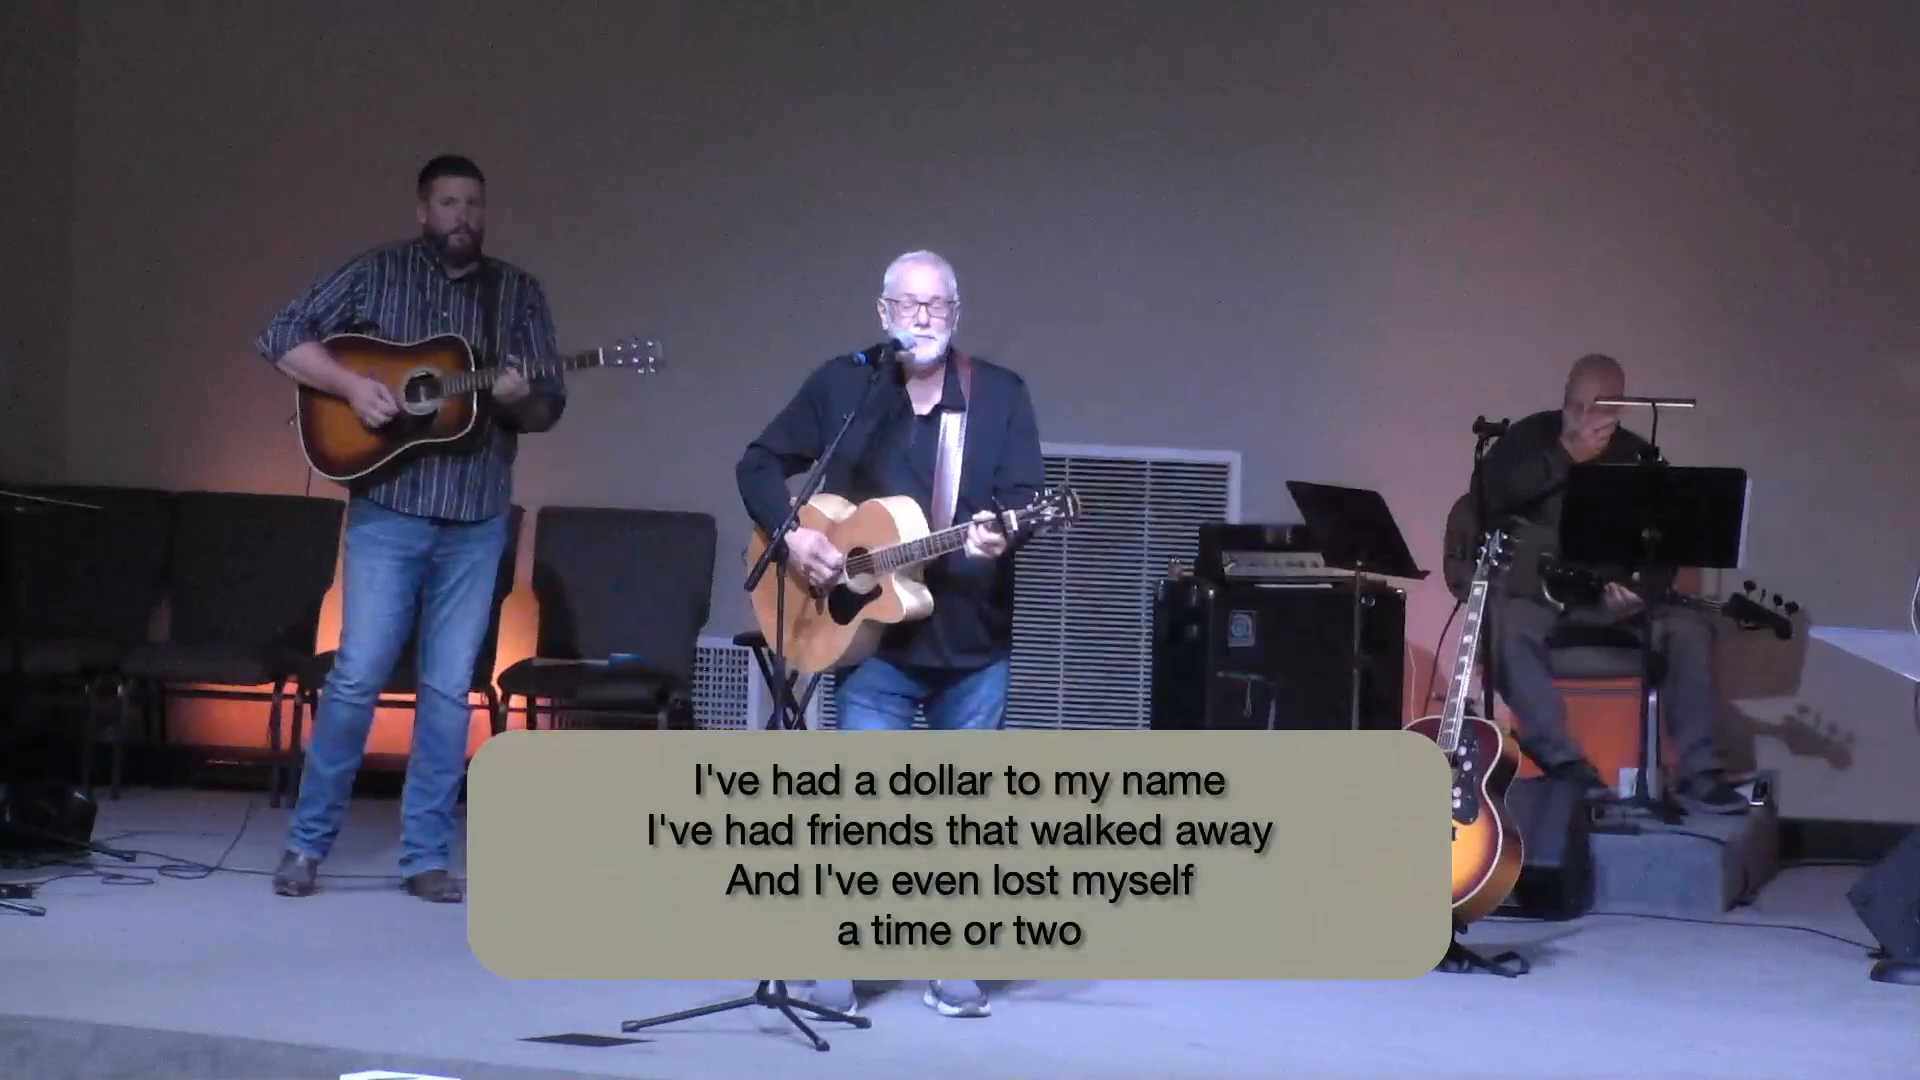 I've had a dollar to my name
I've had friends that walked away
And I've even lost myself
a time or two